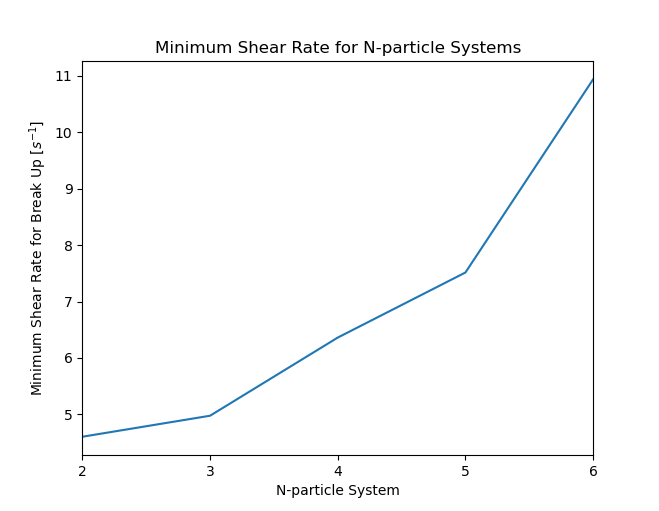 Minimum Shear Rate for N-particle Systems
Minimum Shear Rate for Break Up [s⁻¹]
11
10
9
8
7
6
5
2 3 4 5 6
N-particle System